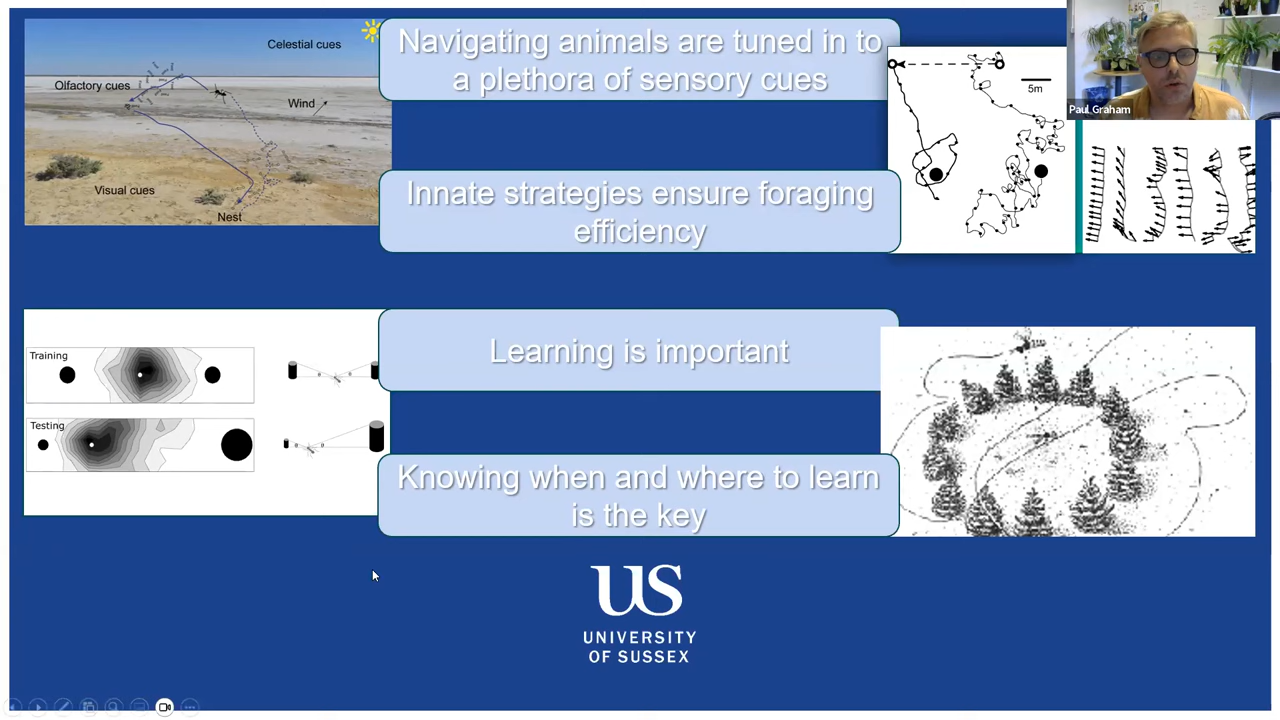 Celestial cues
Olfactory cues
Wind
Visual cues
Nest
Navigating animals are tuned in to
a plethora of sensory cues
5m
Paul Graham
Innate strategies ensure foraging
efficiency
Training
Testing
Learning is important
Knowing when and where to learn
is the key
US
UNIVERSITY
OF SUSSEX